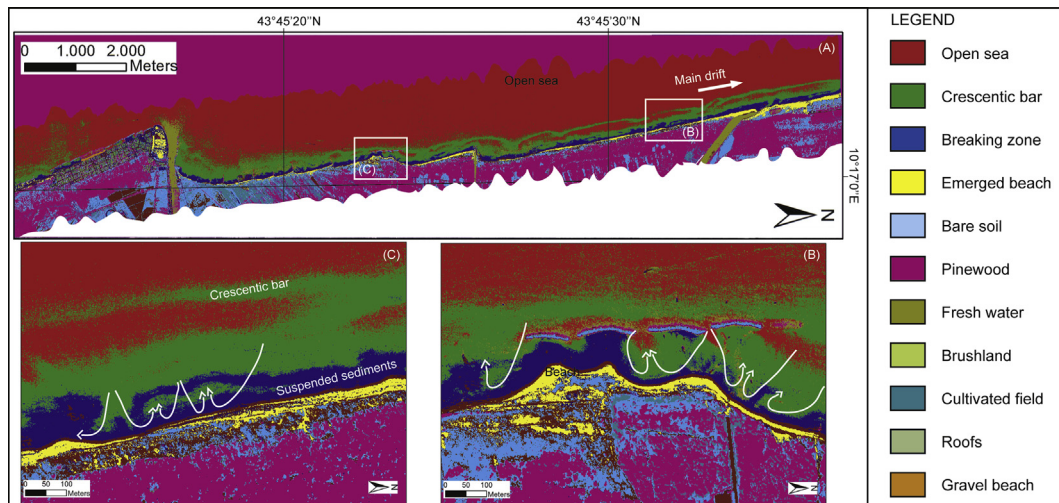 43°45'20''N
43°45'30''N
(A)
0 1.000 2.000
Meters
Open sea
Main drift
(B)
(C)
10°17'0''E
N
(C)
Crescentic bar
Suspended sediments
0 50 100
Meters
N
(B)
Beach
0 50 100
Meters
N
LEGEND
Open sea
Crescentic bar
Breaking zone
Emerged beach
Bare soil
Pinewood
Fresh water
Brushland
Cultivated field
Roofs
Gravel beach